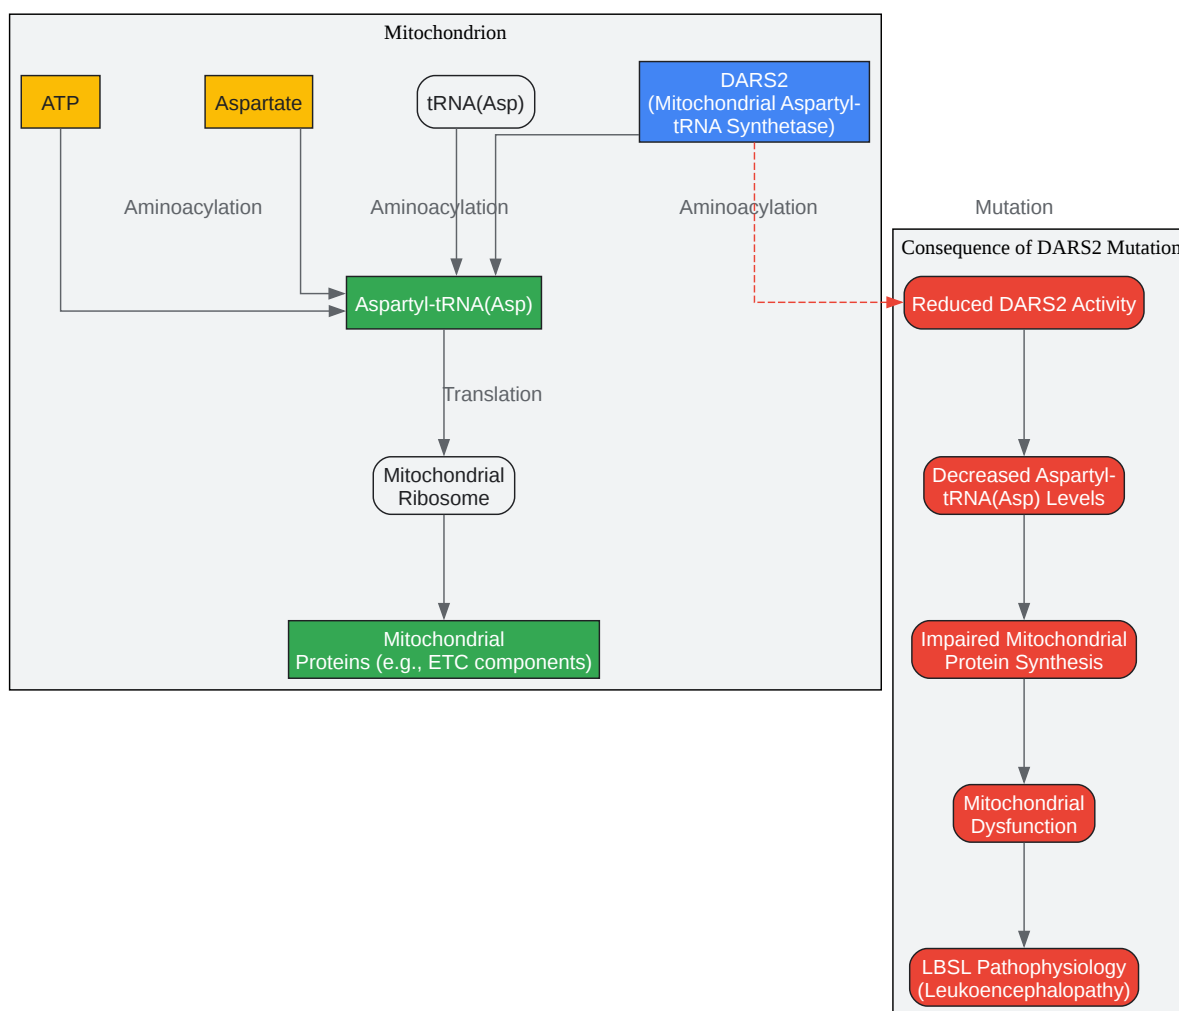 Mitochondrion
ATP
Aspartate
tRNA(Asp)
DARS2
(Mitochondrial Aspartyl-
tRNA Synthetase)
Aminoacylation
Aminoacylation
Aminoacylation
Mutation
Consequence of DARS2 Mutation
Aspartyl-tRNA(Asp)
Reduced DARS2 Activity
Translation
Mitochondrial
Ribosome
Decreased Aspartyl-
tRNA(Asp) Levels
Mitochondrial
Proteins (e.g., ETC components)
Impaired Mitochondrial
Protein Synthesis
Mitochondrial
Dysfunction
LBSL Pathophysiology
(Leukoencephalopathy)